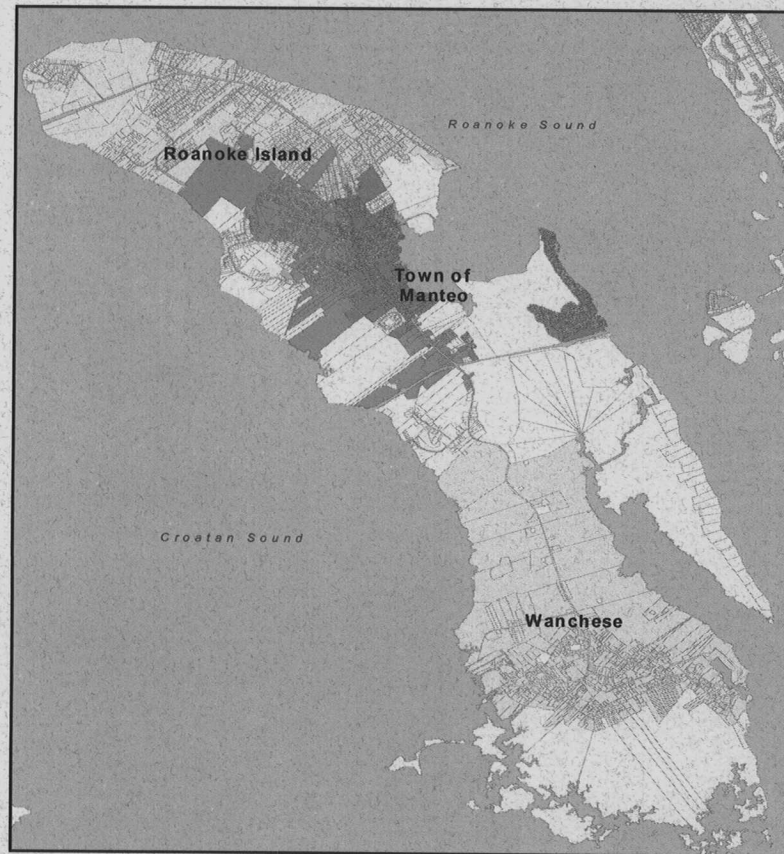 Roanoke Sound
Roanoke Island
Town of
Manteo
Croatan Sound
Wanchese